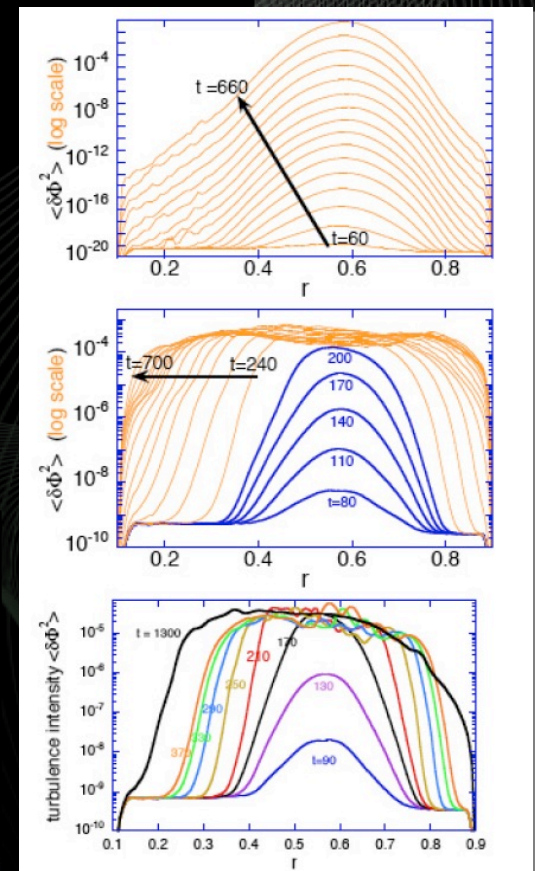 <δΦ²> (log scale)
10⁻⁴
10⁻⁸
10⁻¹²
10⁻¹⁶
10⁻²⁰
t =660
t=60
0.2 0.4 0.6 0.8
r
<δΦ²> (log scale)
10⁻⁴
10⁻⁶
10⁻⁸
10⁻¹⁰
t=700 t=240
200
170
140
110
t=80
0.2 0.4 0.6 0.8
r
turbulence intensity <δΦ²>
10⁻⁵
10⁻⁶
10⁻⁷
10⁻⁸
10⁻⁹
10⁻¹⁰
t = 1300
170
210
250
130
290
330
370
t=90
0.1 0.2 0.3 0.4 0.5 0.6 0.7 0.8 0.9
r